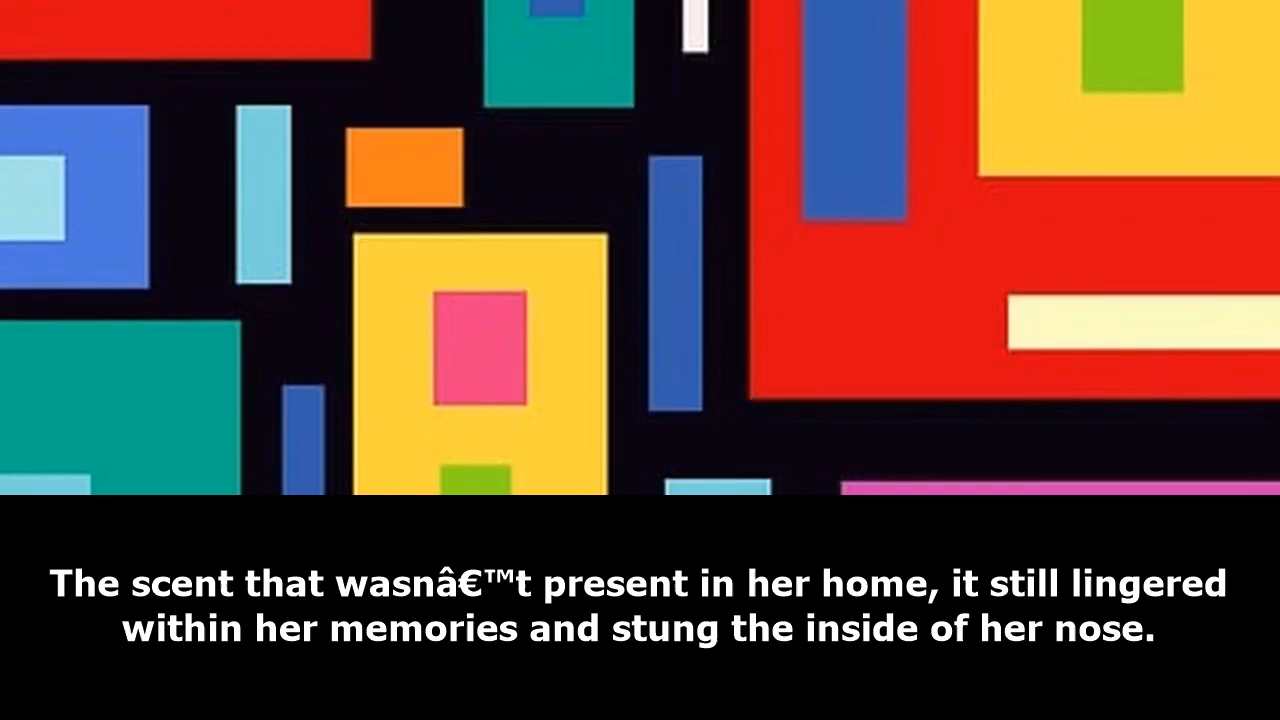 The scent that wasnâ€™t present in her home, it still lingered
within her memories and stung the inside of her nose.